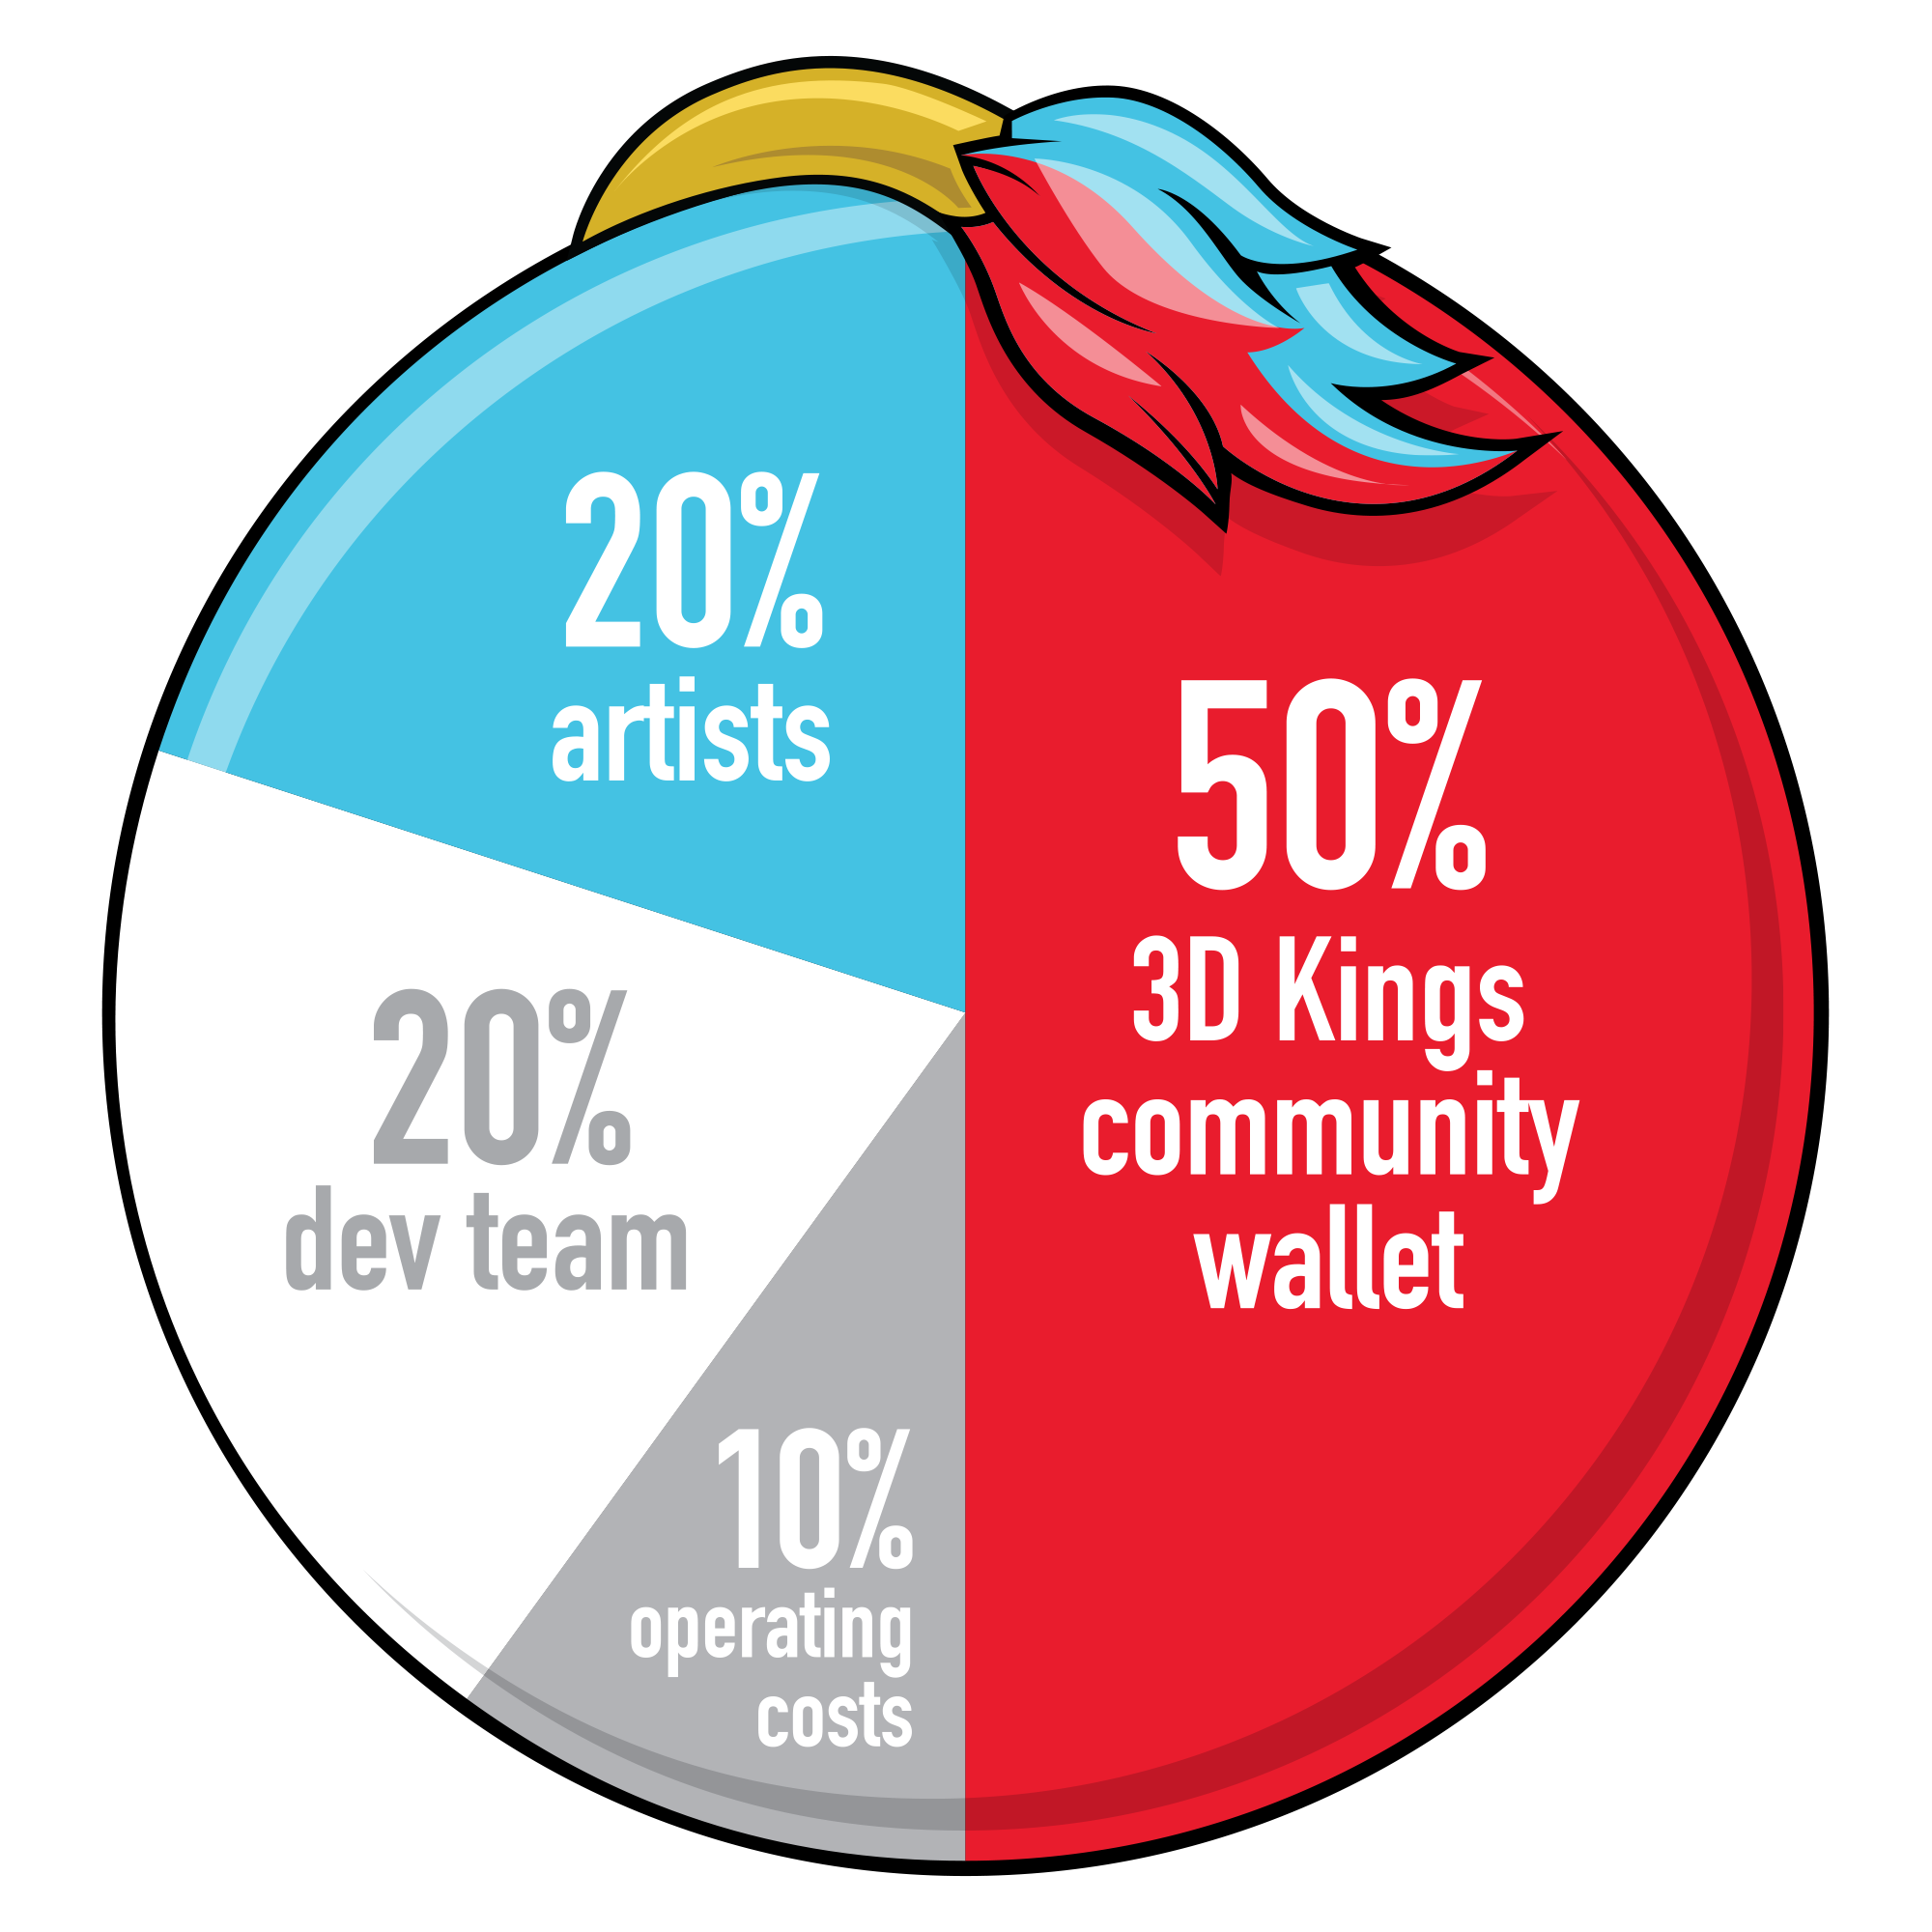 20%
artists
50%
3D Kings
community
wallet
20%
dev team
10%
operating
costs